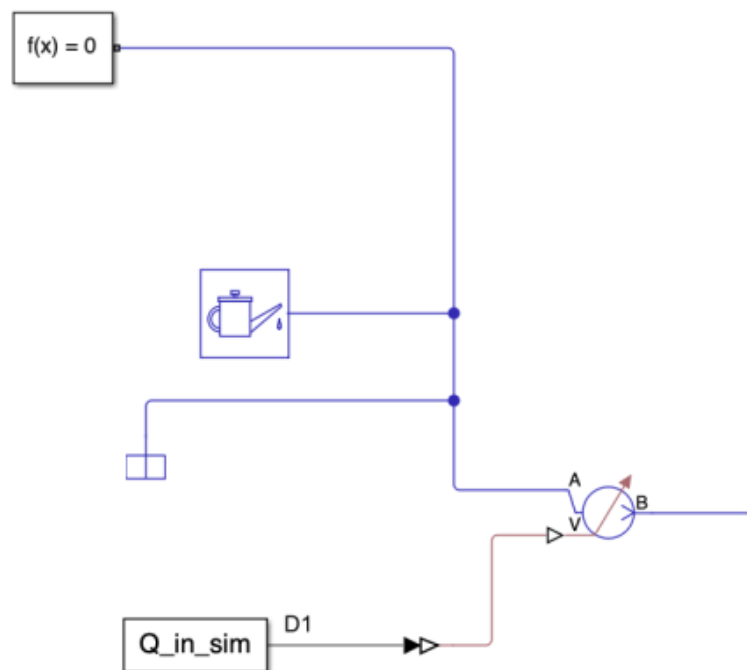 f(x) = 0
A
B
V
D1
Q_in_sim